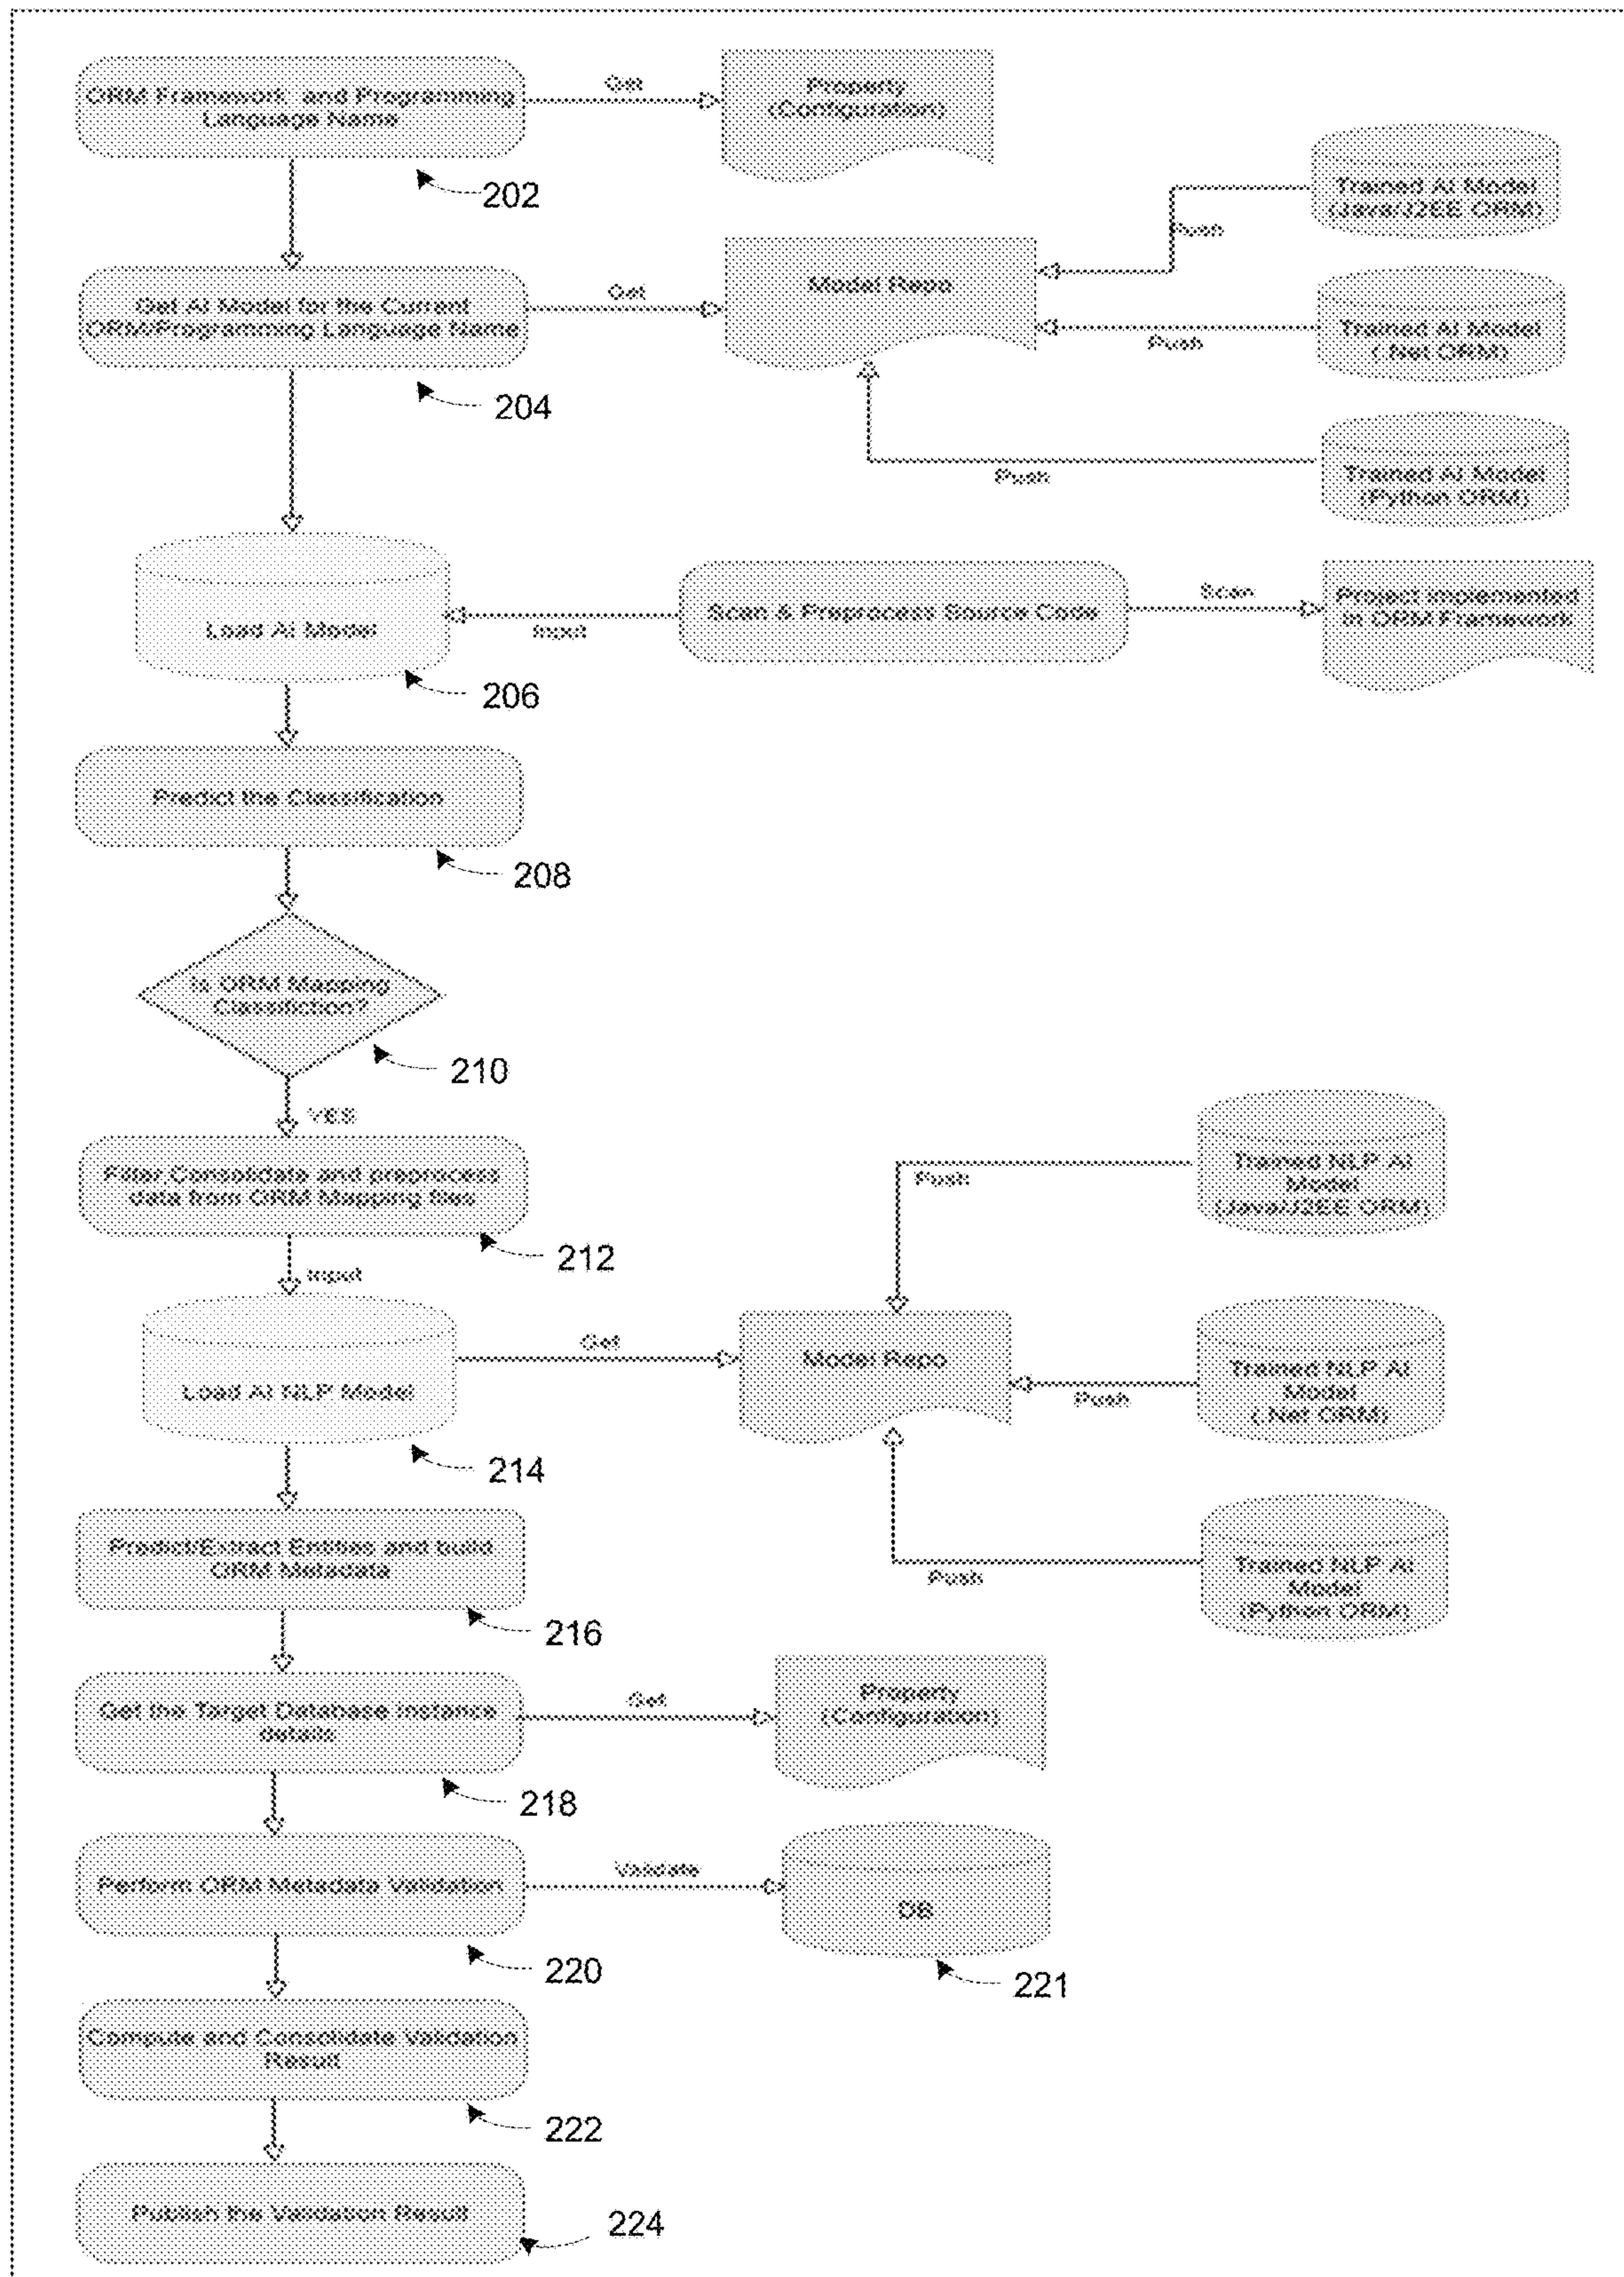 ORM Framework and Programming
Language Name
Get
Property
(Configuration)
202
Trained AI Model
(Java/J2EE ORM)
Push
Get AI Model for the Current
ORM/Programming Language Name
Get
Model Repo
Trained AI Model
(.Net ORM)
Push
204
Trained AI Model
(Python ORM)
Push
Load AI Model
Input
Scan & Preprocess Source Code
Scan
Project implemented
in ORM Framework
206
Predict the Classification
208
Is ORM Mapping
Classifiction?
210
YES
Filter Consolidate and preprocess
data from ORM Mapping files
212
Trained NLP AI
Model
(Java/J2EE ORM)
Push
Input
Load AI NLP Model
Get
Model Repo
Trained NLP AI
Model
(.Net ORM)
Push
214
Predict/Extract Entities and build
ORM Metadata
Trained NLP AI
Model
(Python ORM)
Push
216
Get the Target Database instance
details
Get
Property
(Configuration)
218
Perform ORM Metadata Validation
Validate
DB
220
221
Compute and Consolidate Validation
Result
222
Publish the Validation Result
224